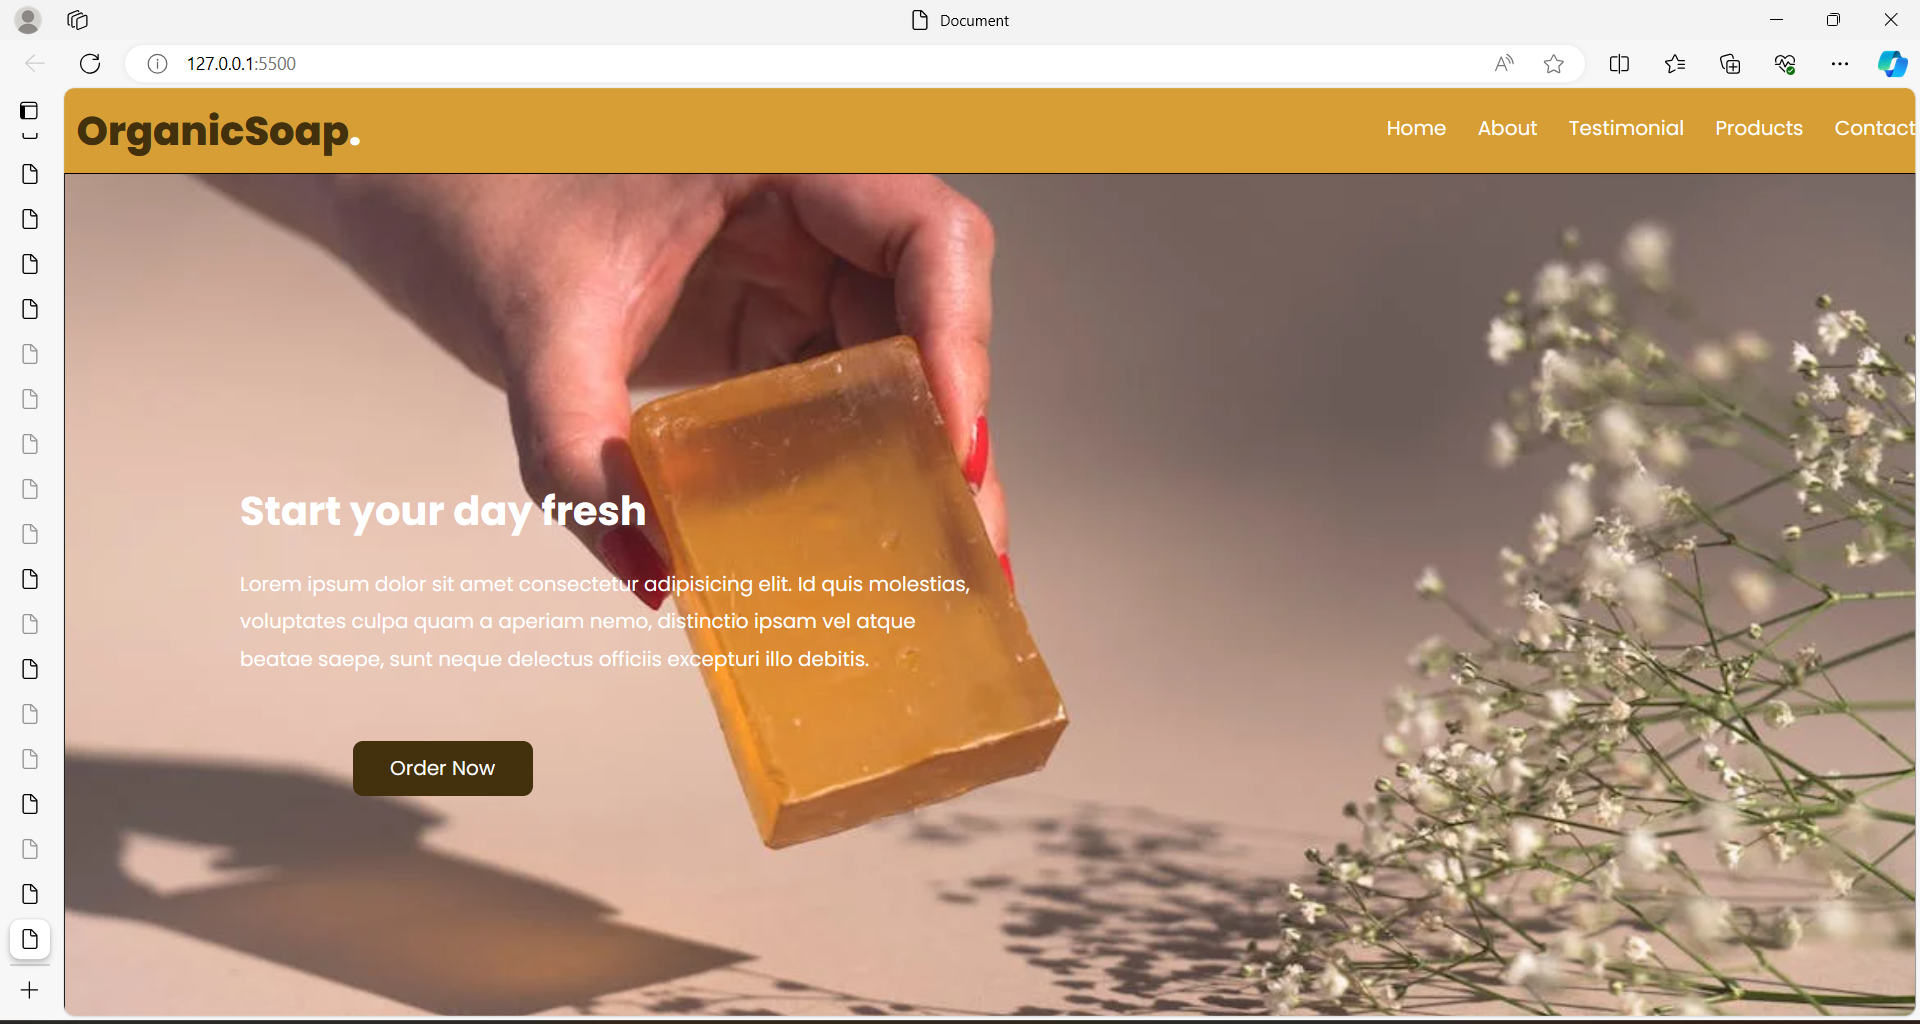 Document
127.0.0.1:5500
OrganicSoap.
Home About Testimonial Products Contact
Start your day fresh
Lorem ipsum dolor sit amet consectetur adipisicing elit. Id quis molestias,
voluptates culpa quam a aperiam nemo, distinctio ipsam vel atque
beatae saepe, sunt neque delectus officiis excepturi illo debitis.
Order Now